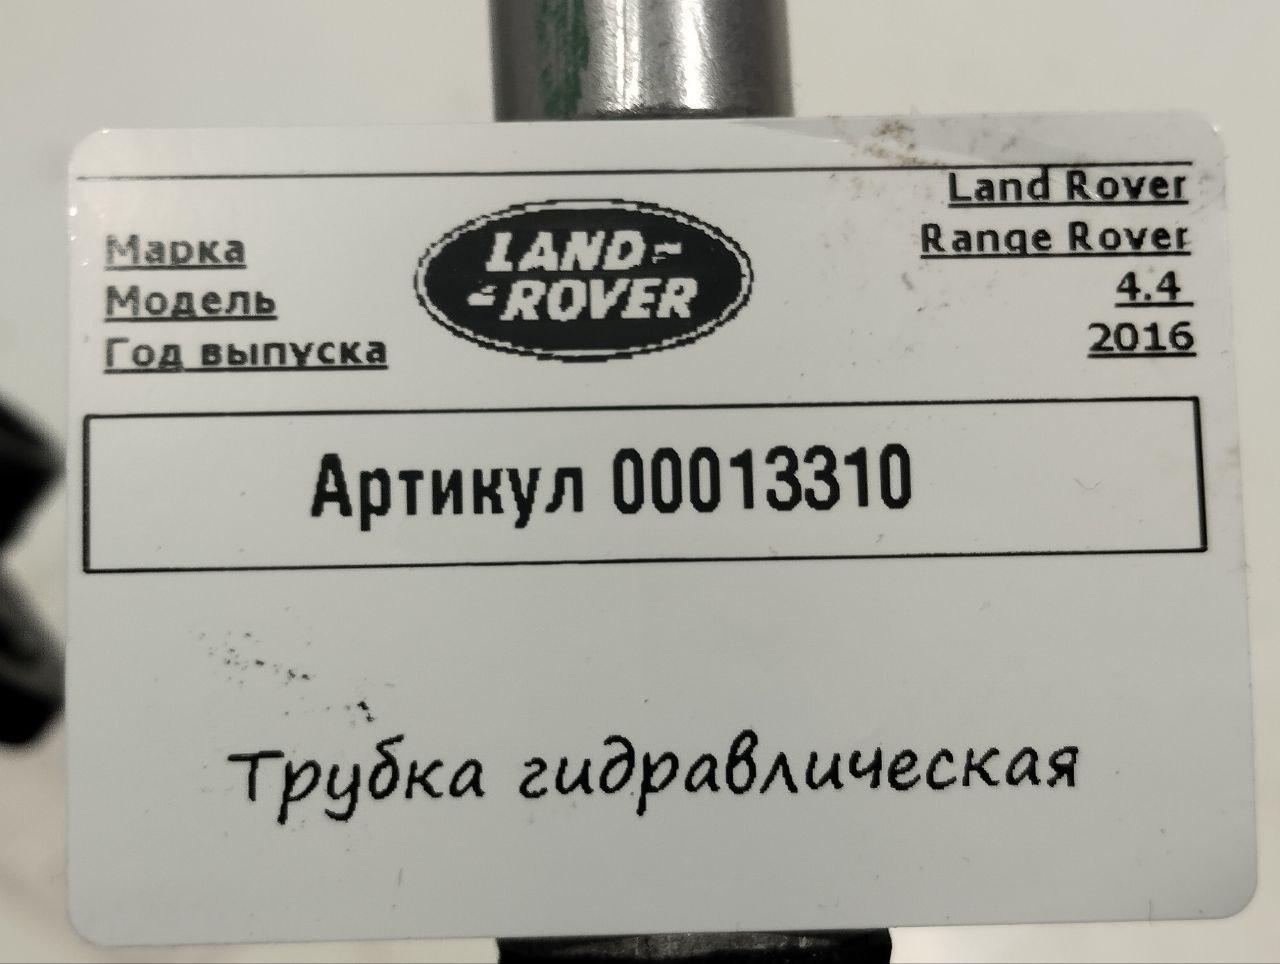 Land Rover
Марка
LAND-
Range Rover
Модель
-ROVER
4.4
Год выпуска
2016
Артикул 00013310
Трубка гидравлическая